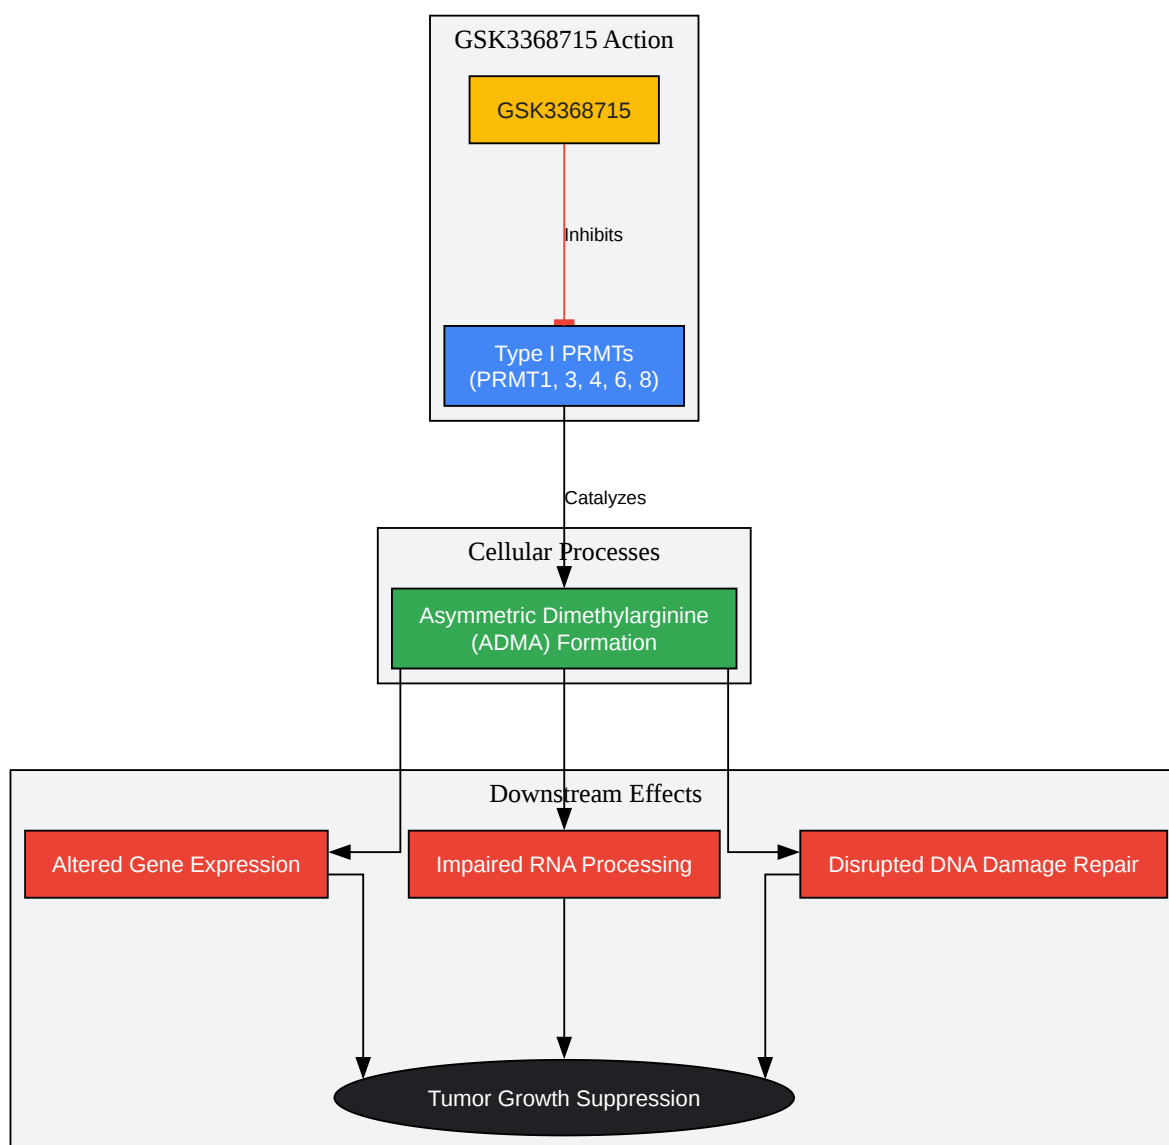 GSK3368715 Action
GSK3368715
Inhibits
Type I PRMTs
(PRMT1, 3, 4, 6, 8)
Catalyzes
Cellular Processes
Asymmetric Dimethylarginine
(ADMA) Formation
Downstream Effects
Altered Gene Expression
Impaired RNA Processing
Disrupted DNA Damage Repair
Tumor Growth Suppression